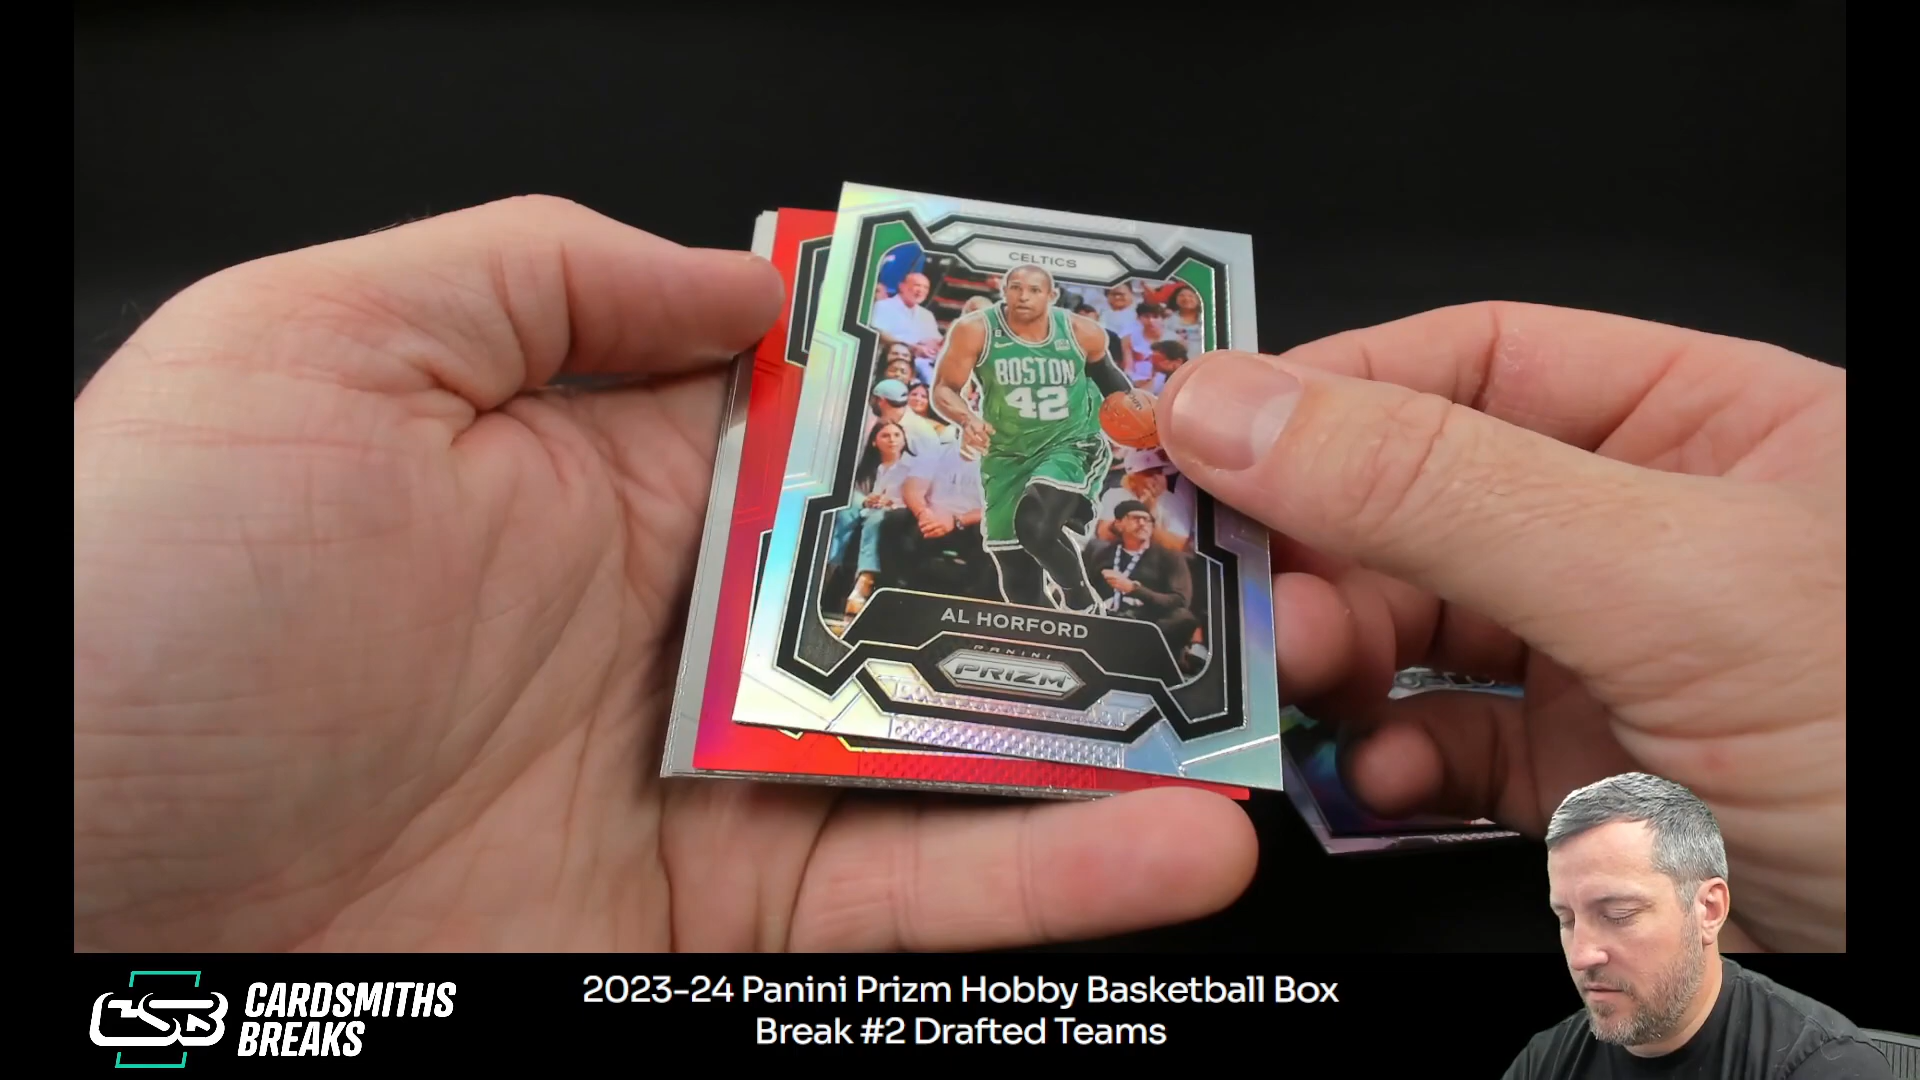 CELTICS
BOSTON
42
AL HORFORD
PANINI
PRIZM
CSB
CARDSMITHS
BREAKS
2023-24 Panini Prizm Hobby Basketball Box
Break #2 Drafted Teams